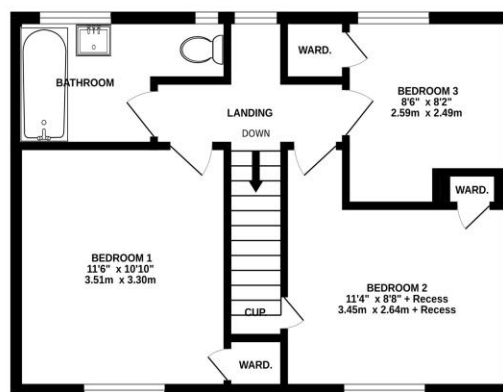 WARD.
BATHROOM
BEDROOM 3
8'6" x 8'2"
2.59m x 2.49m
LANDING
DOWN
WARD.
BEDROOM 1
11'6" x 10'10"
3.51m x 3.30m
BEDROOM 2
11'4" x 8'8" + Recess
3.45m x 2.64m + Recess
CUP.
WARD.